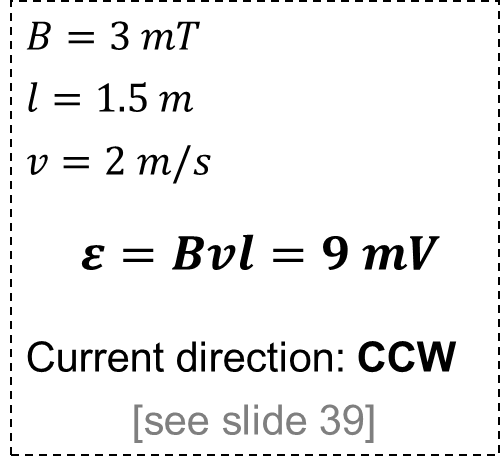 B = 3 mT
l = 1.5 m
v = 2 m/s
ε = Bvl = 9 mV
Current direction: CCW
[see slide 39]